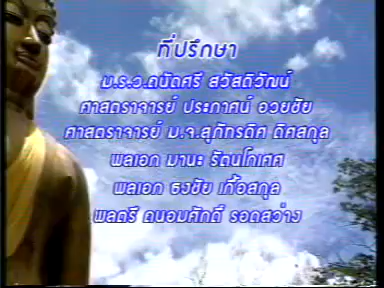 ที่ปรึกษา
ม.ร.ว.ถนัดศรี สวัสดิวัฒน์
ศาสตราจารย์ ประกาศน์ อวยชัย
ศาสตราจารย์ ม.จ.สุภัทรดิศ ดิศสกุล
พลเอก มานะ รัตนโกเศศ
พลเอก ธงชัย เกื้อสกุล
พลตรี ถนอมศักดิ์ รอดสว่าง